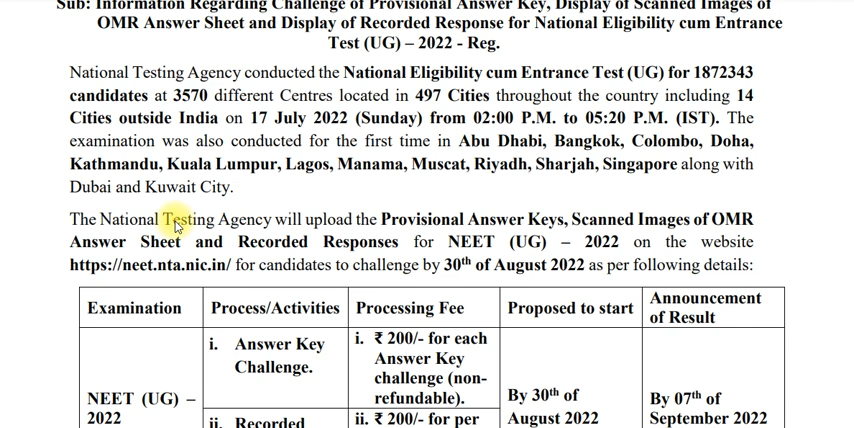 Sub: Information Regarding Challenge of Provisional Answer Key, Display of Scanned Images of
OMR Answer Sheet and Display of Recorded Response for National Eligibility cum Entrance
Test (UG) – 2022 - Reg.
National Testing Agency conducted the National Eligibility cum Entrance Test (UG) for 1872343
candidates at 3570 different Centres located in 497 Cities throughout the country including 14
Cities outside India on 17 July 2022 (Sunday) from 02:00 P.M. to 05:20 P.M. (IST). The
examination was also conducted for the first time in Abu Dhabi, Bangkok, Colombo, Doha,
Kathmandu, Kuala Lumpur, Lagos, Manama, Muscat, Riyadh, Sharjah, Singapore along with
Dubai and Kuwait City.
The National Testing Agency will upload the Provisional Answer Keys, Scanned Images of OMR
Answer Sheet and Recorded Responses for NEET (UG) – 2022 on the website
https://neet.nta.nic.in/ for candidates to challenge by 30th of August 2022 as per following details:
Examination
Process/Activities
Processing Fee
Proposed to start
Announcement
of Result
NEET (UG) –
2022
i. Answer Key
Challenge.
i. ₹ 200/- for each
Answer Key
challenge (non-
refundable).
By 30th of
August 2022
By 07th of
September 2022
ii. Recorded
ii. ₹ 200/- for per